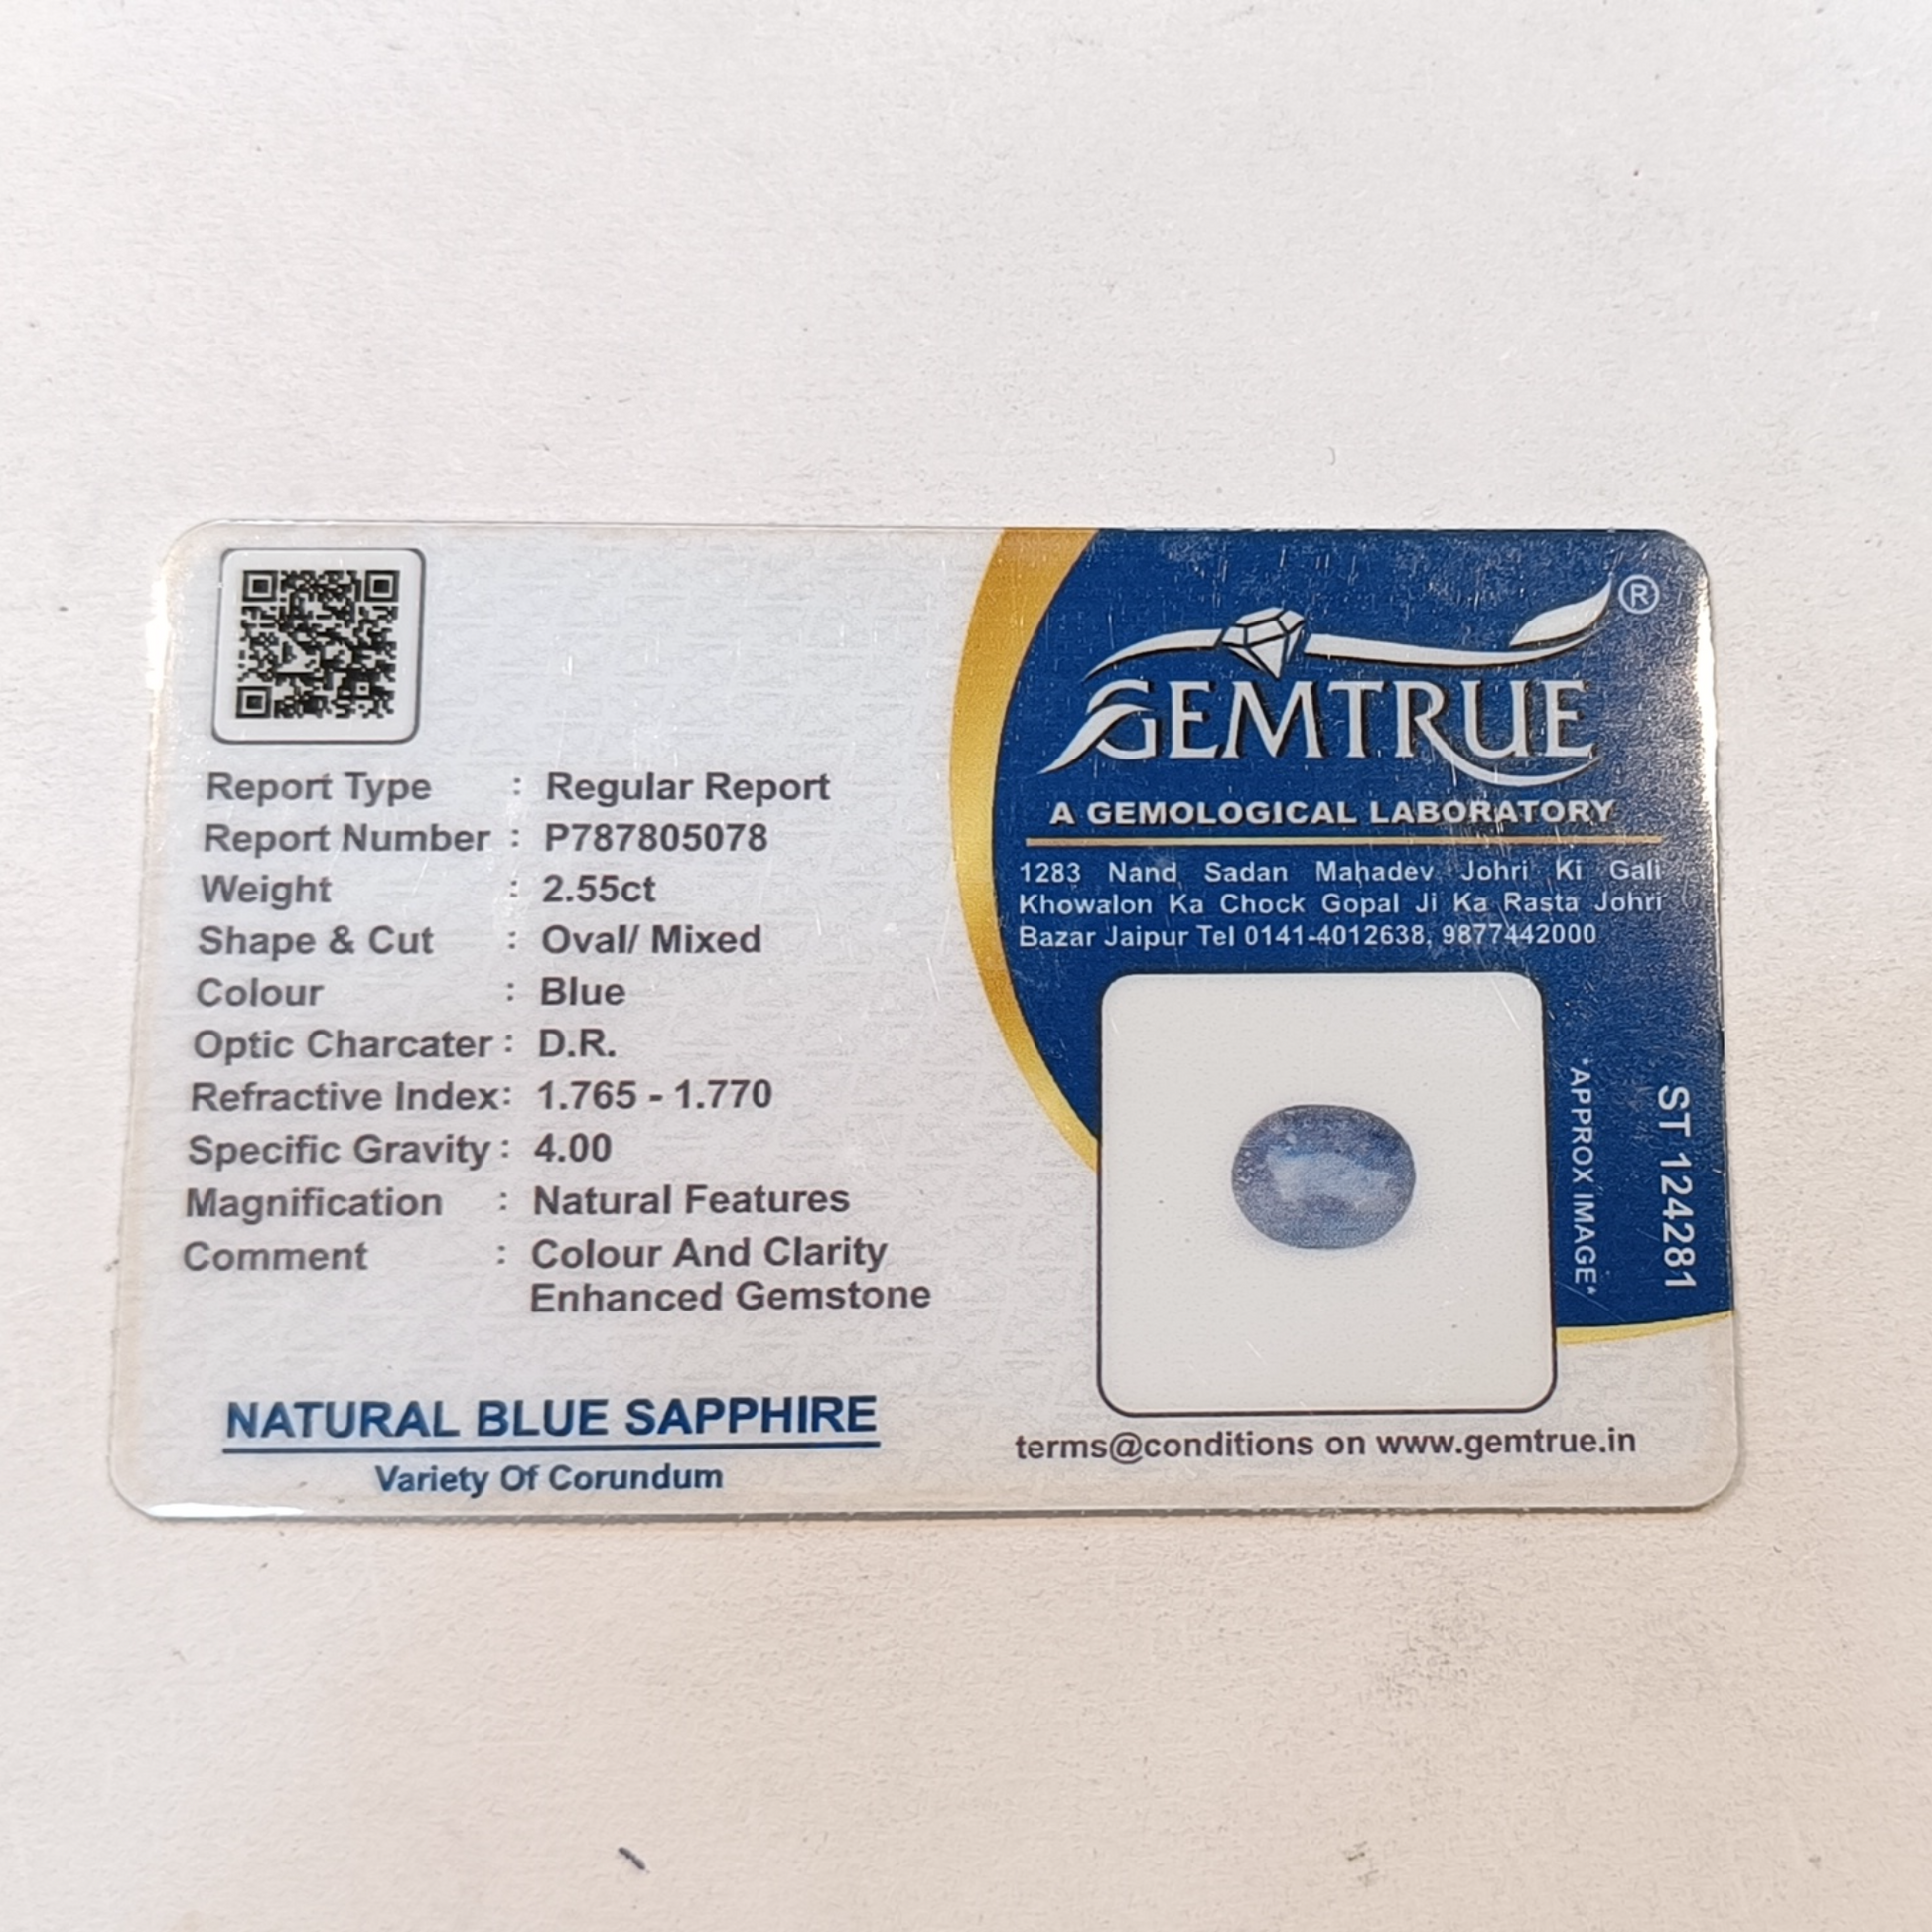 Report Type : Regular Report
Report Number : P787805078
Weight : 2.55ct
Shape & Cut : Oval/ Mixed
Colour : Blue
Optic Charcater : D.R.
Refractive Index: 1.765 - 1.770
Specific Gravity : 4.00
Magnification : Natural Features
Comment : Colour And Clarity
Enhanced Gemstone
NATURAL BLUE SAPPHIRE
Variety Of Corundum
GEMTRUE ®
A GEMOLOGICAL LABORATORY
1283 Nand Sadan Mahadev Johri Ki Gali
Khowalon Ka Chock Gopal Ji Ka Rasta Johri
Bazar Jaipur Tel 0141-4012638, 9877442000
*APPROX IMAGE*
ST 124281
terms@conditions on www.gemtrue.in